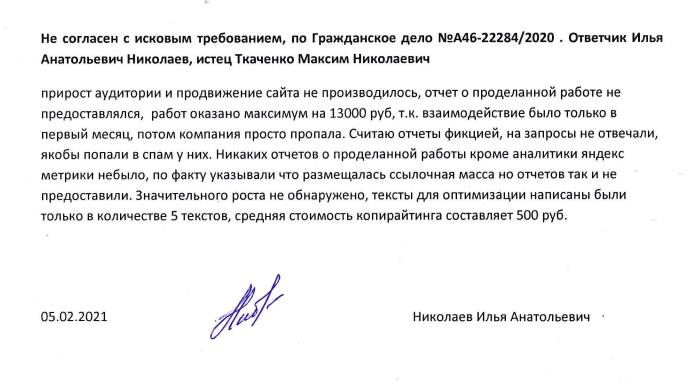 Не согласен с исковым требованием, по Гражданское дело №А46-22284/2020 . Ответчик Илья
Анатольевич Николаев, истец Ткаченко Максим Николаевич
прирост аудитории и продвижение сайта не производилось, отчет о проделанной работе не
предоставлялся,  работ оказано максимум на 13000 руб, т.к. взаимодействие было только в
первый месяц, потом компания просто пропала. Считаю отчеты фикцией, на запросы не отвечали,
якобы попали в спам у них. Никаких отчетов о проделанной работы кроме аналитики яндекс
метрики небыло, по факту указывали что размещалась ссылочная масса но отчетов так и не
предоставили. Значительного роста не обнаружено, тексты для оптимизации написаны были
только в количестве 5 текстов, средняя стоимость копирайтинга составляет 500 руб.
05.02.2021 Николаев Илья Анатольевич